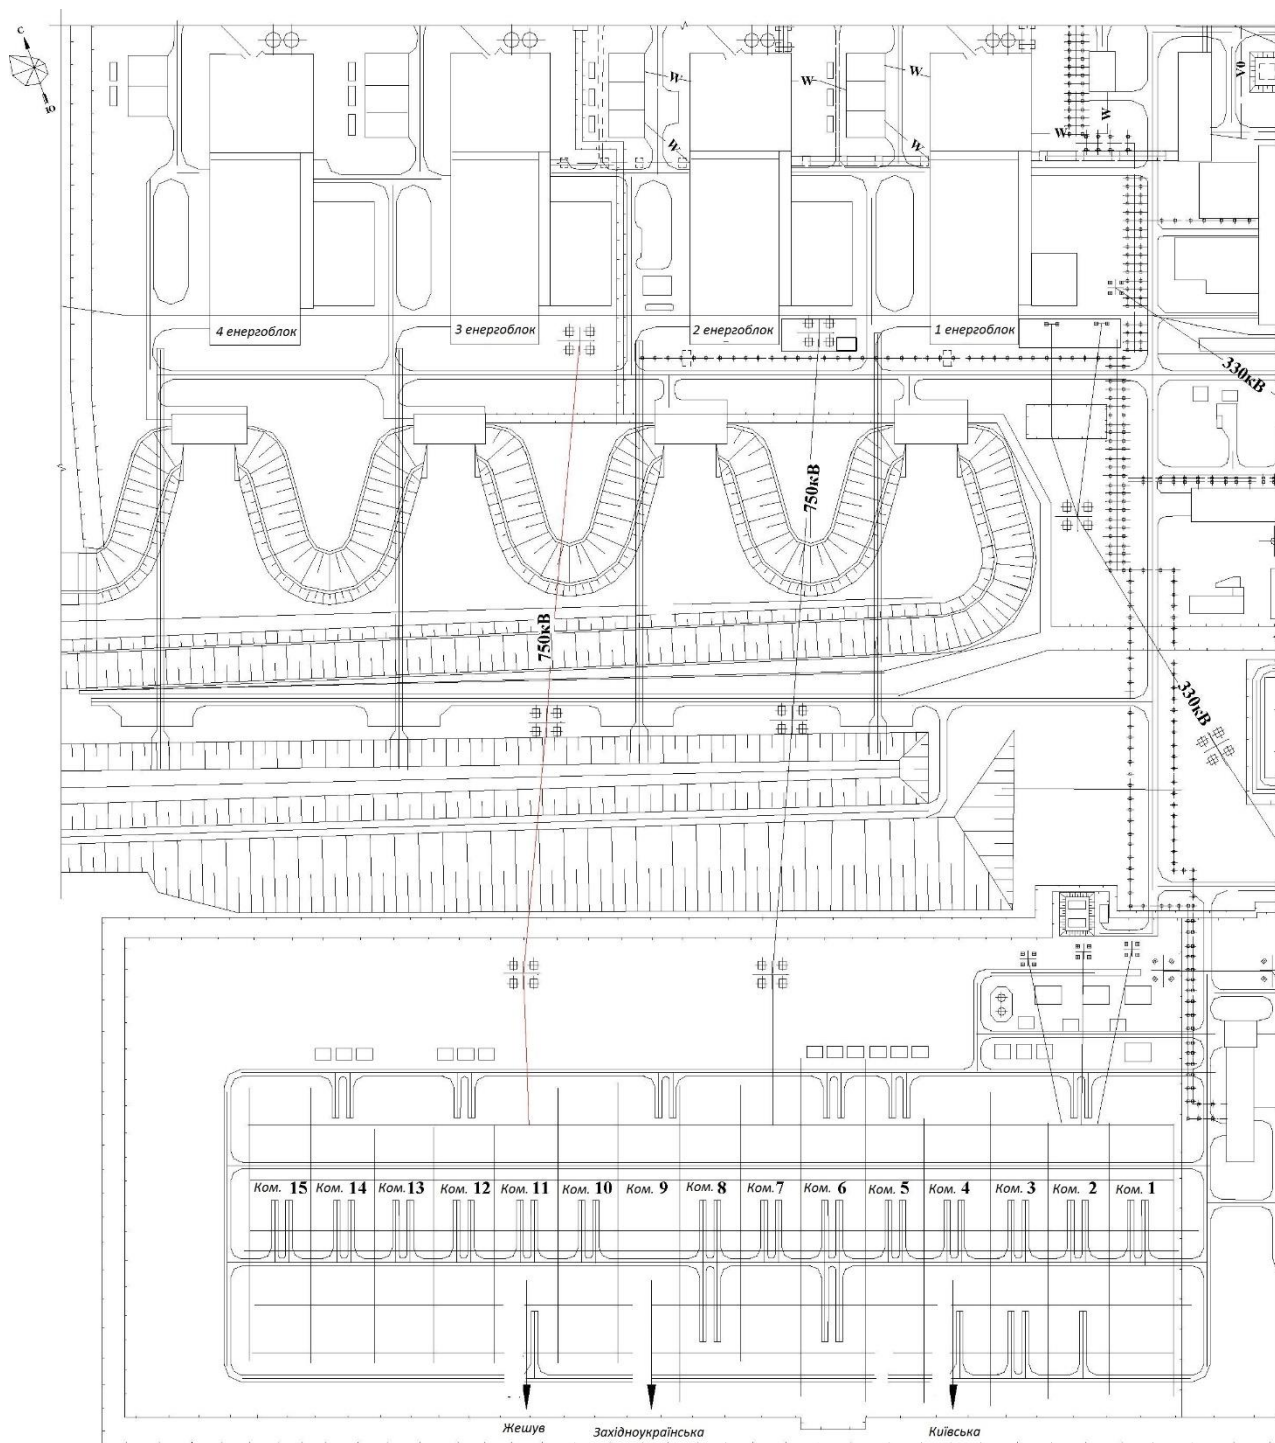 С
Ю
W
W
W
W
W
W
W
V0
4 енергоблок
3 енергоблок
2 енергоблок
1 енергоблок
330кВ
750кВ
750кВ
330кВ
Ком. 15
Ком. 14
Ком. 13
Ком. 12
Ком. 11
Ком. 10
Ком. 9
Ком. 8
Ком. 7
Ком. 6
Ком. 5
Ком. 4
Ком. 3
Ком. 2
Ком. 1
Жешув
Західноукраїнська
Київська